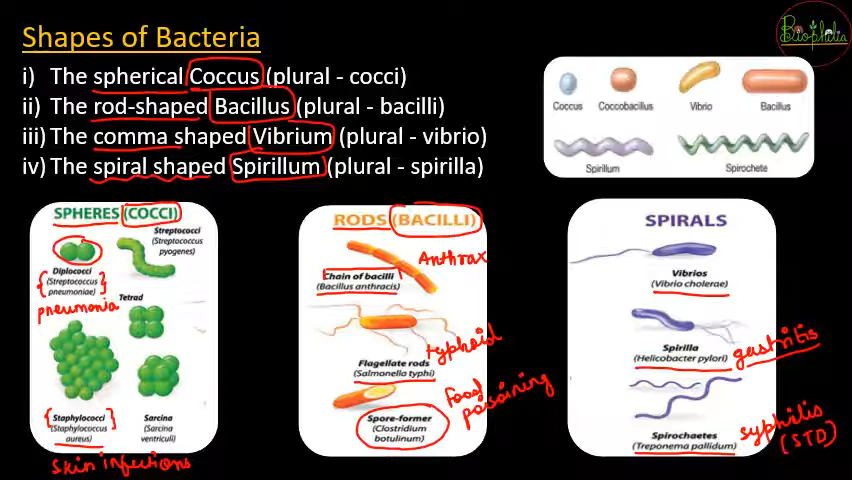 Biophilia
Shapes of Bacteria
i) The spherical Coccus (plural - cocci)
ii) The rod-shaped Bacillus (plural - bacilli)
iii) The comma shaped Vibrium (plural - vibrio)
iv) The spiral shaped Spirillum (plural - spirilla)
Coccus Coccobacillus Vibrio Bacillus
Spirillum Spirochete
SPHERES (COCCI)
Streptococci
(Streptococcus
pyogenes)
Diplococci
(Streptococcus
pneumoniae)
pneumonia
Tetrad
Staphylococci
(Staphylococcus
aureus)
Sarcina
(Sarcina
ventriculi)
skin infections
RODS (BACILLI)
Anthrax
Chain of bacilli
(Bacillus anthracis)
typhoid
Flagellate rods
(Salmonella typhi)
Food
poisoining
Spore-former
(Clostridium
botulinum)
SPIRALS
Vibrios
(Vibrio cholerae)
Spirilla
(Helicobacter pylori)
gastritis
Spirochaetes
(Treponema pallidum)
syphilis
(STD)